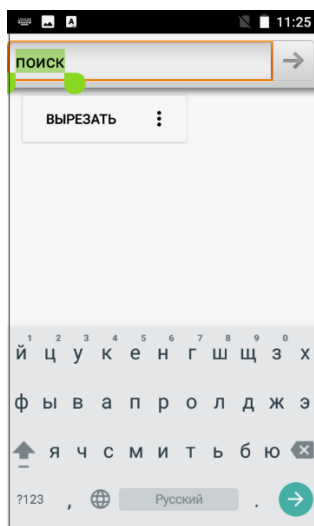 11:25
поиск
ВЫРЕЗАТЬ
1 2 3 4 5 6 7 8 9 0
й ц у к е н г ш щ з х
ф ы в а п р о л д ж э
я ч с м и т ь б ю
?123 , Русский .